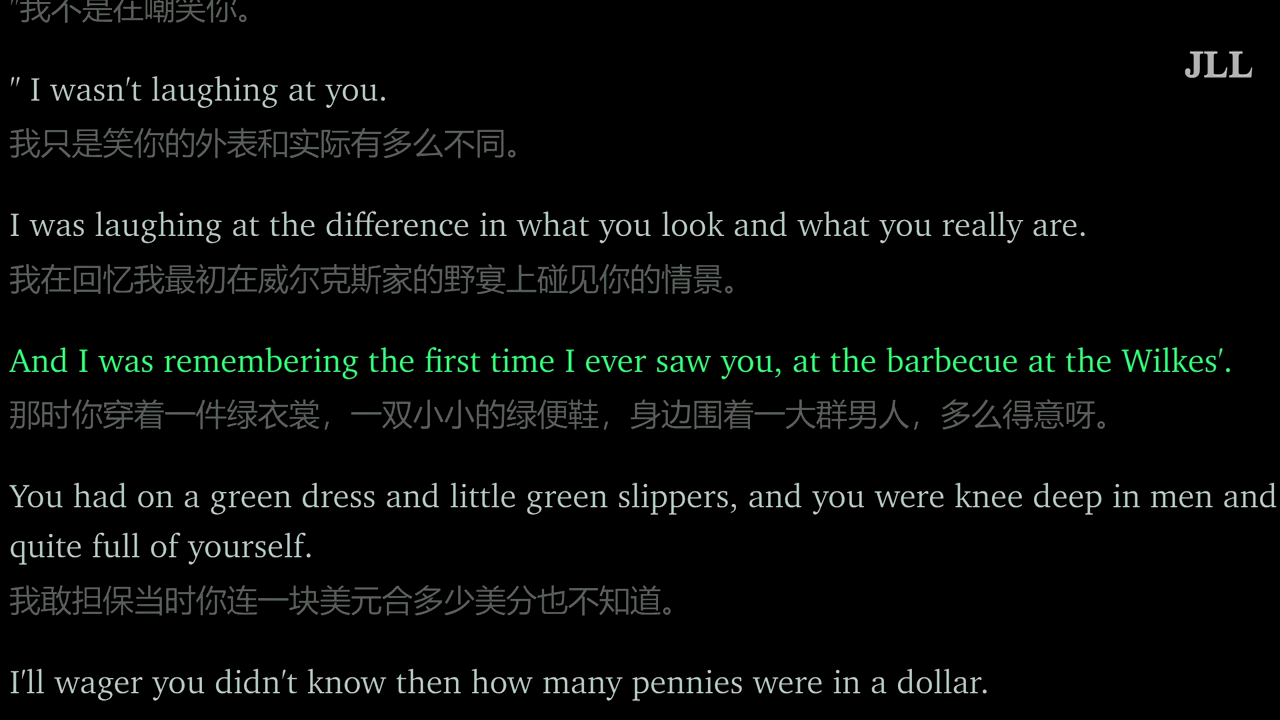 "我不是在嘲笑你。
JLL
" I wasn't laughing at you.
我只是笑你的外表和实际有多么不同。
I was laughing at the difference in what you look and what you really are.
我在回忆我最初在威尔克斯家的野宴上碰见你的情景。
And I was remembering the first time I ever saw you, at the barbecue at the Wilkes'.
那时你穿着一件绿衣裳，一双小小的绿便鞋，身边围着一大群男人，多么得意呀。
You had on a green dress and little green slippers, and you were knee deep in men and
quite full of yourself.
我敢担保当时你连一块美元合多少美分也不知道。
I'll wager you didn't know then how many pennies were in a dollar.